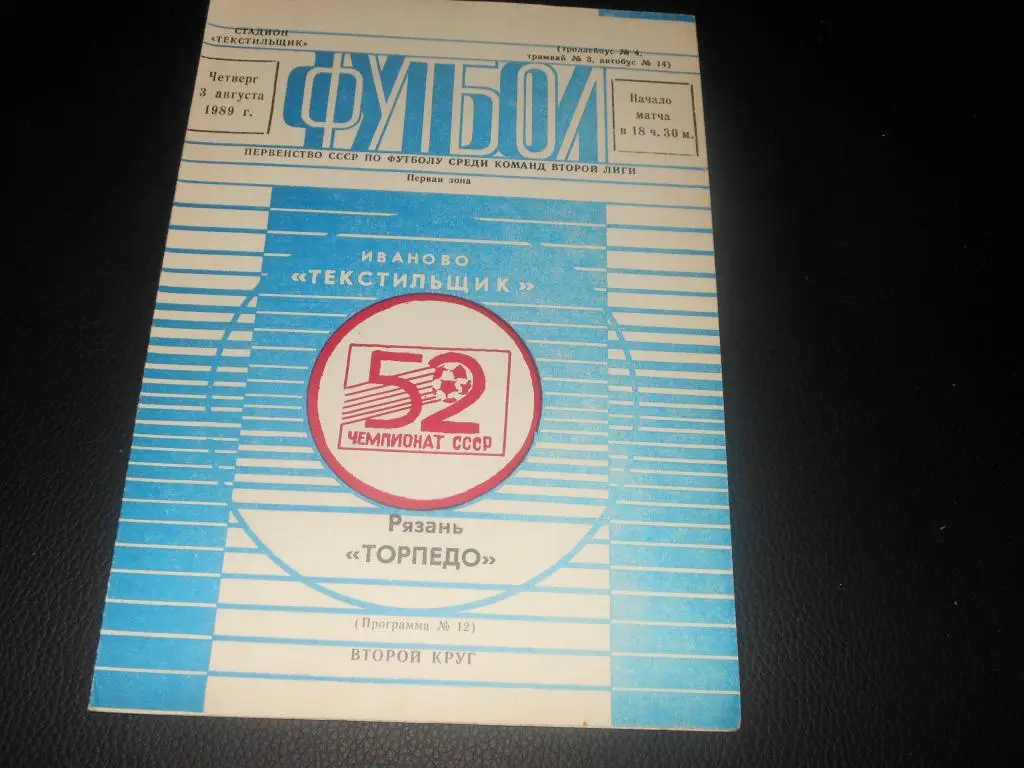 СТАДИОН
«ТЕКСТИЛЬЩИК»
(троллейбус № 4,
трамвай № 3, автобус № 14)
Четверг
3 августа
1989 г.
ФУТБОЛ
Начало
матча
в 18 ч. 30 м.
ПЕРВЕНСТВО СССР ПО ФУТБОЛУ СРЕДИ КОМАНД ВТОРОЙ ЛИГИ
Первая зона
ИВАНОВО
«ТЕКСТИЛЬЩИК»
52
ЧЕМПИОНАТ СССР
Рязань
«ТОРПЕДО»
(Программа № 12)
ВТОРОЙ КРУГ